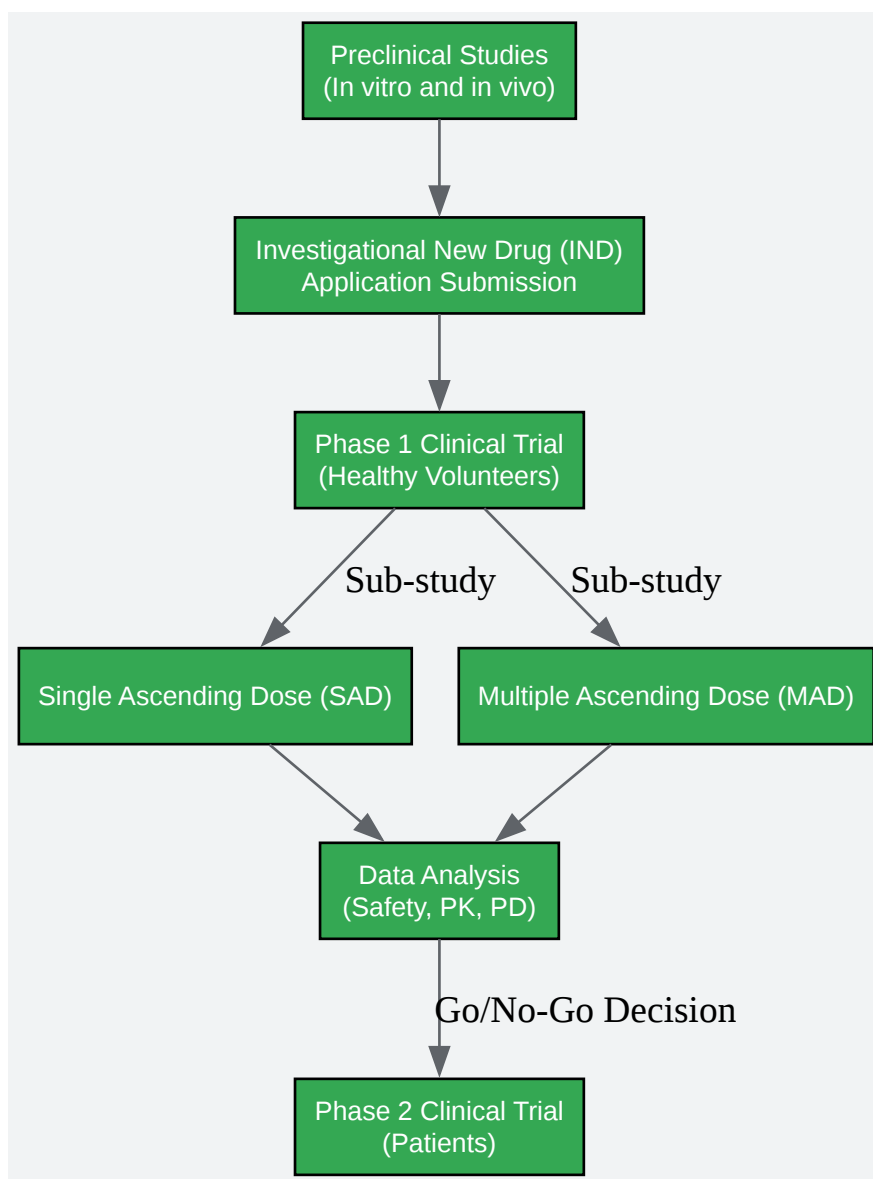 Preclinical Studies
(In vitro and in vivo)
Investigational New Drug (IND)
Application Submission
Phase 1 Clinical Trial
(Healthy Volunteers)
Sub-study
Sub-study
Single Ascending Dose (SAD)
Multiple Ascending Dose (MAD)
Data Analysis
(Safety, PK, PD)
Go/No-Go Decision
Phase 2 Clinical Trial
(Patients)